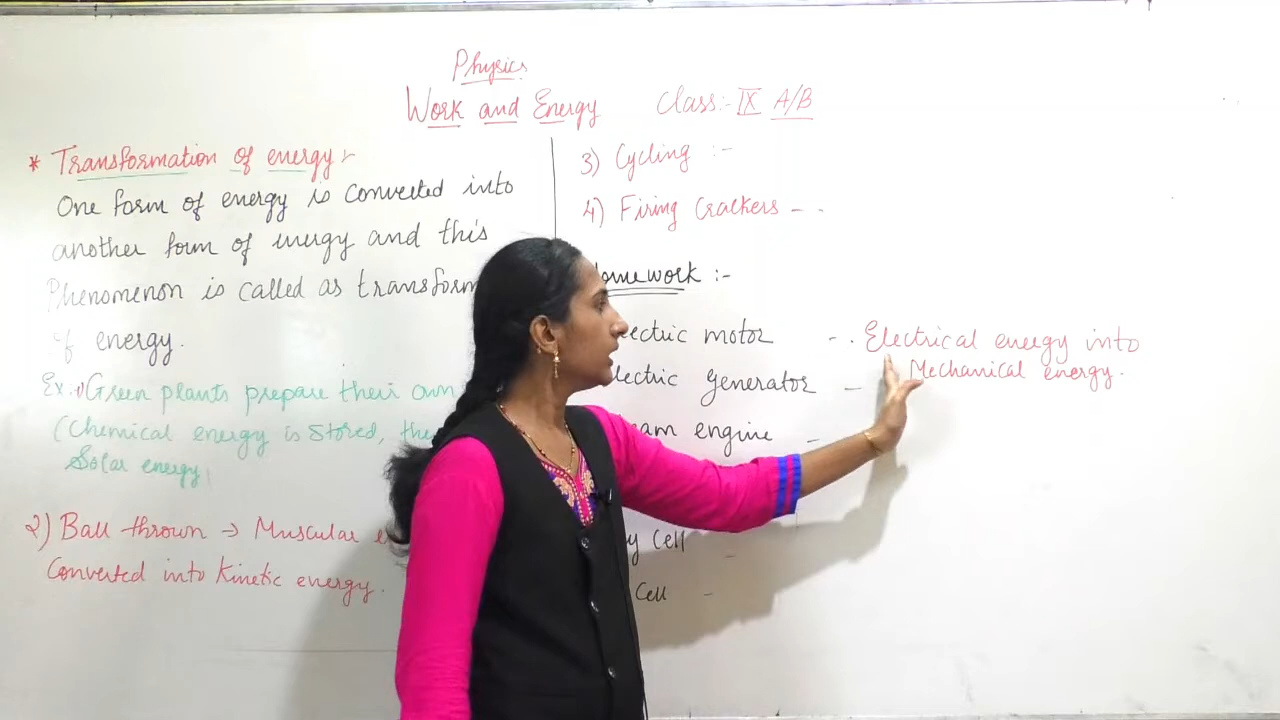 Physics
Work and Energy Class:- IX A/B
* Transformation of energy:-
One form of energy is converted into
another form of energy and this
Phenomenon is called as transform
of energy.
Ex. 1) Green plants prepare their own
(Chemical energy is stored, the
Solar energy
2) Ball thrown → Muscular e
Converted into Kinetic energy.
3) Cycling :-
4) Firing Crackers - -
omework :-
lectric motor - - Electrical energy into
Mechanical energy.
lectric Generator -
am engine -
y Cell -
Cell -